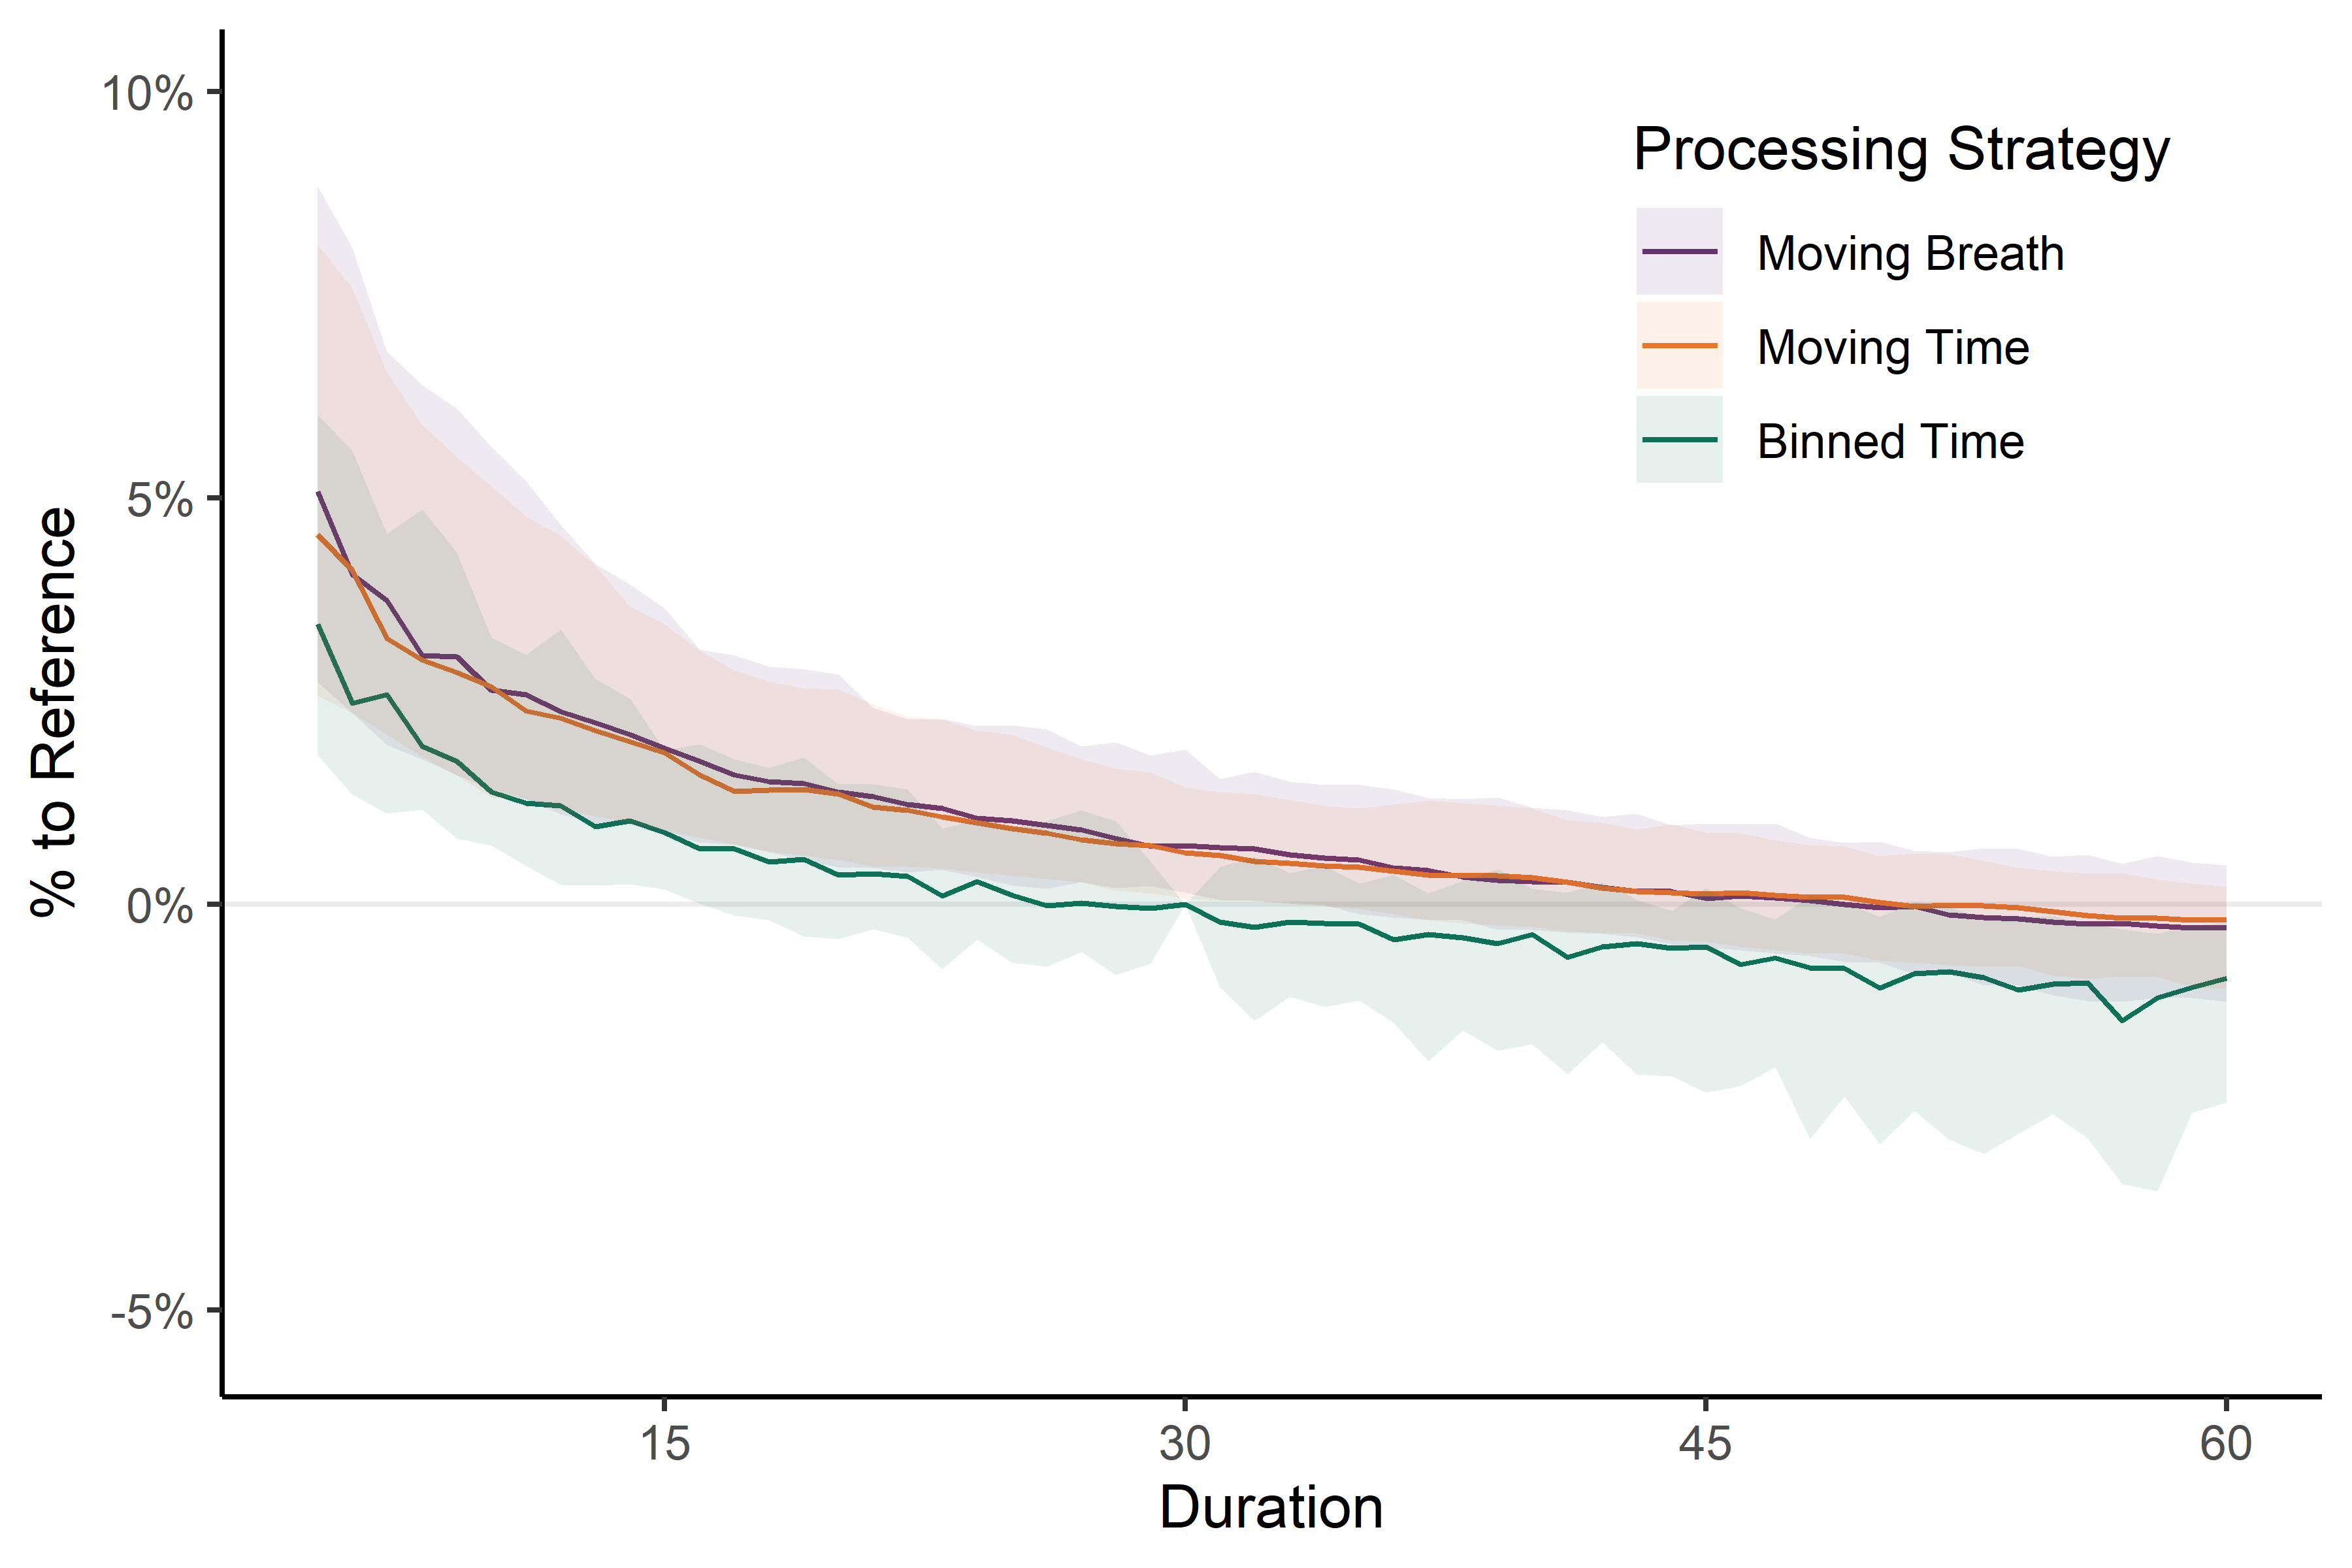 10%
5%
0%
-5%
% to Reference
Processing Strategy
Moving Breath
Moving Time
Binned Time
15
30
45
60
Duration